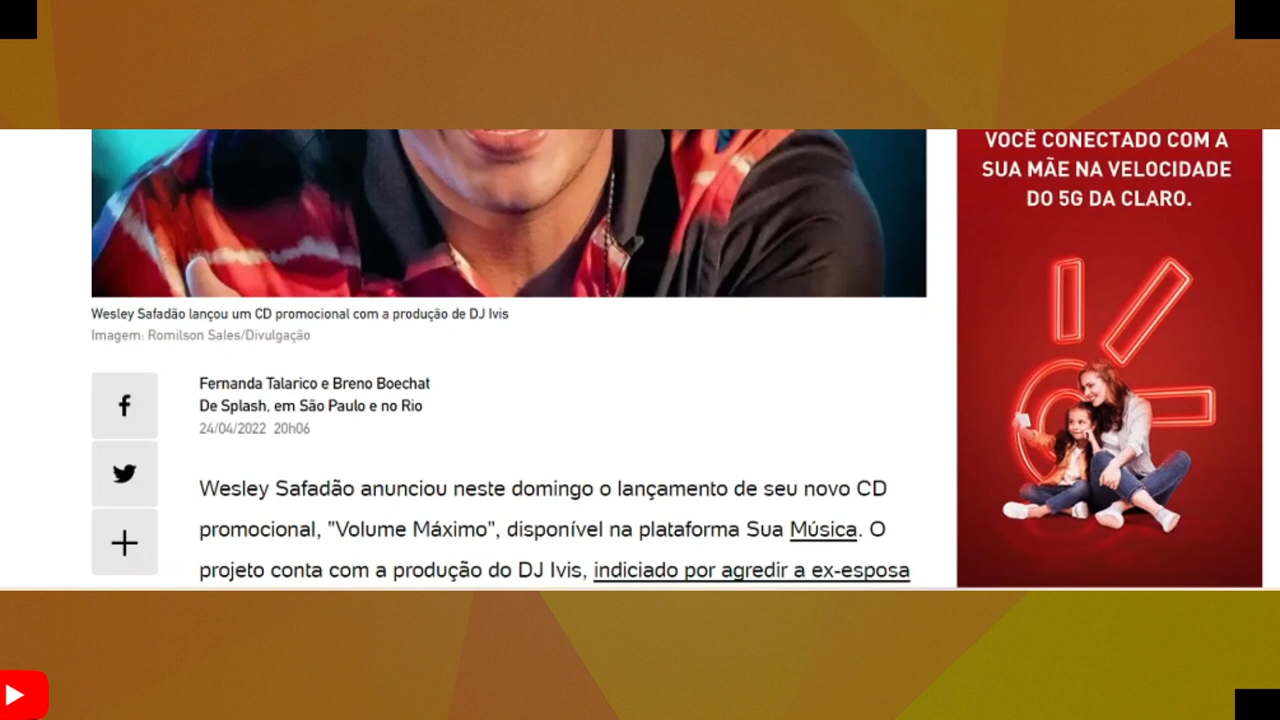 VOCÊ CONECTADO COM A
SUA MÃE NA VELOCIDADE
DO 5G DA CLARO.
Wesley Safadão lançou um CD promocional com a produção de DJ Ivis
Imagem: Romilson Sales/Divulgação
Fernanda Talarico e Breno Boechat
De Splash, em São Paulo e no Rio
24/04/2022 20h06
Wesley Safadão anunciou neste domingo o lançamento de seu novo CD
promocional, "Volume Máximo", disponível na plataforma Sua Música. O
projeto conta com a produção do DJ Ivis, indiciado por agredir a ex-esposa